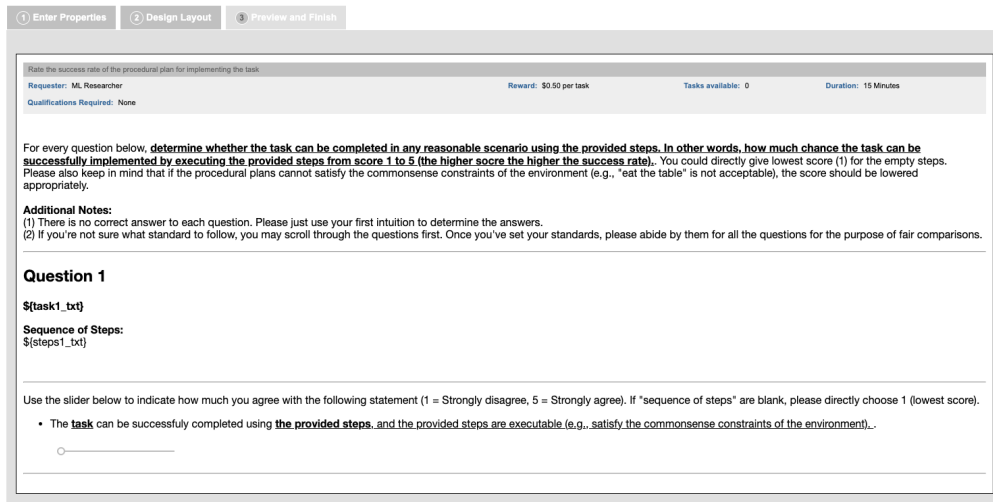 1 Enter Properties 2 Design Layout 3 Preview and Finish
Rate the success rate of the procedural plan for implementing the task
Requester: ML Researcher Reward: $0.50 per task Tasks available: 0 Duration: 15 Minutes
Qualifications Required: None
For every question below, determine whether the task can be completed in any reasonable scenario using the provided steps. In other words, how much chance the task can be
successfully implemented by executing the provided steps from score 1 to 5 (the higher socre the higher the success rate).. You could directly give lowest score (1) for the empty steps.
Please also keep in mind that if the procedural plans cannot satisfy the commonsense constraints of the environment (e.g., "eat the table" is not acceptable), the score should be lowered
appropriately.
Additional Notes:
(1) There is no correct answer to each question. Please just use your first intuition to determine the answers.
(2) If you're not sure what standard to follow, you may scroll through the questions first. Once you've set your standards, please abide by them for all the questions for the purpose of fair comparisons.
Question 1
${task1_txt}
Sequence of Steps:
${steps1_txt}
Use the slider below to indicate how much you agree with the following statement (1 = Strongly disagree, 5 = Strongly agree). If "sequence of steps" are blank, please directly choose 1 (lowest score).
• The task can be successfuly completed using the provided steps, and the provided steps are executable (e.g., satisfy the commonsense constraints of the environment). .